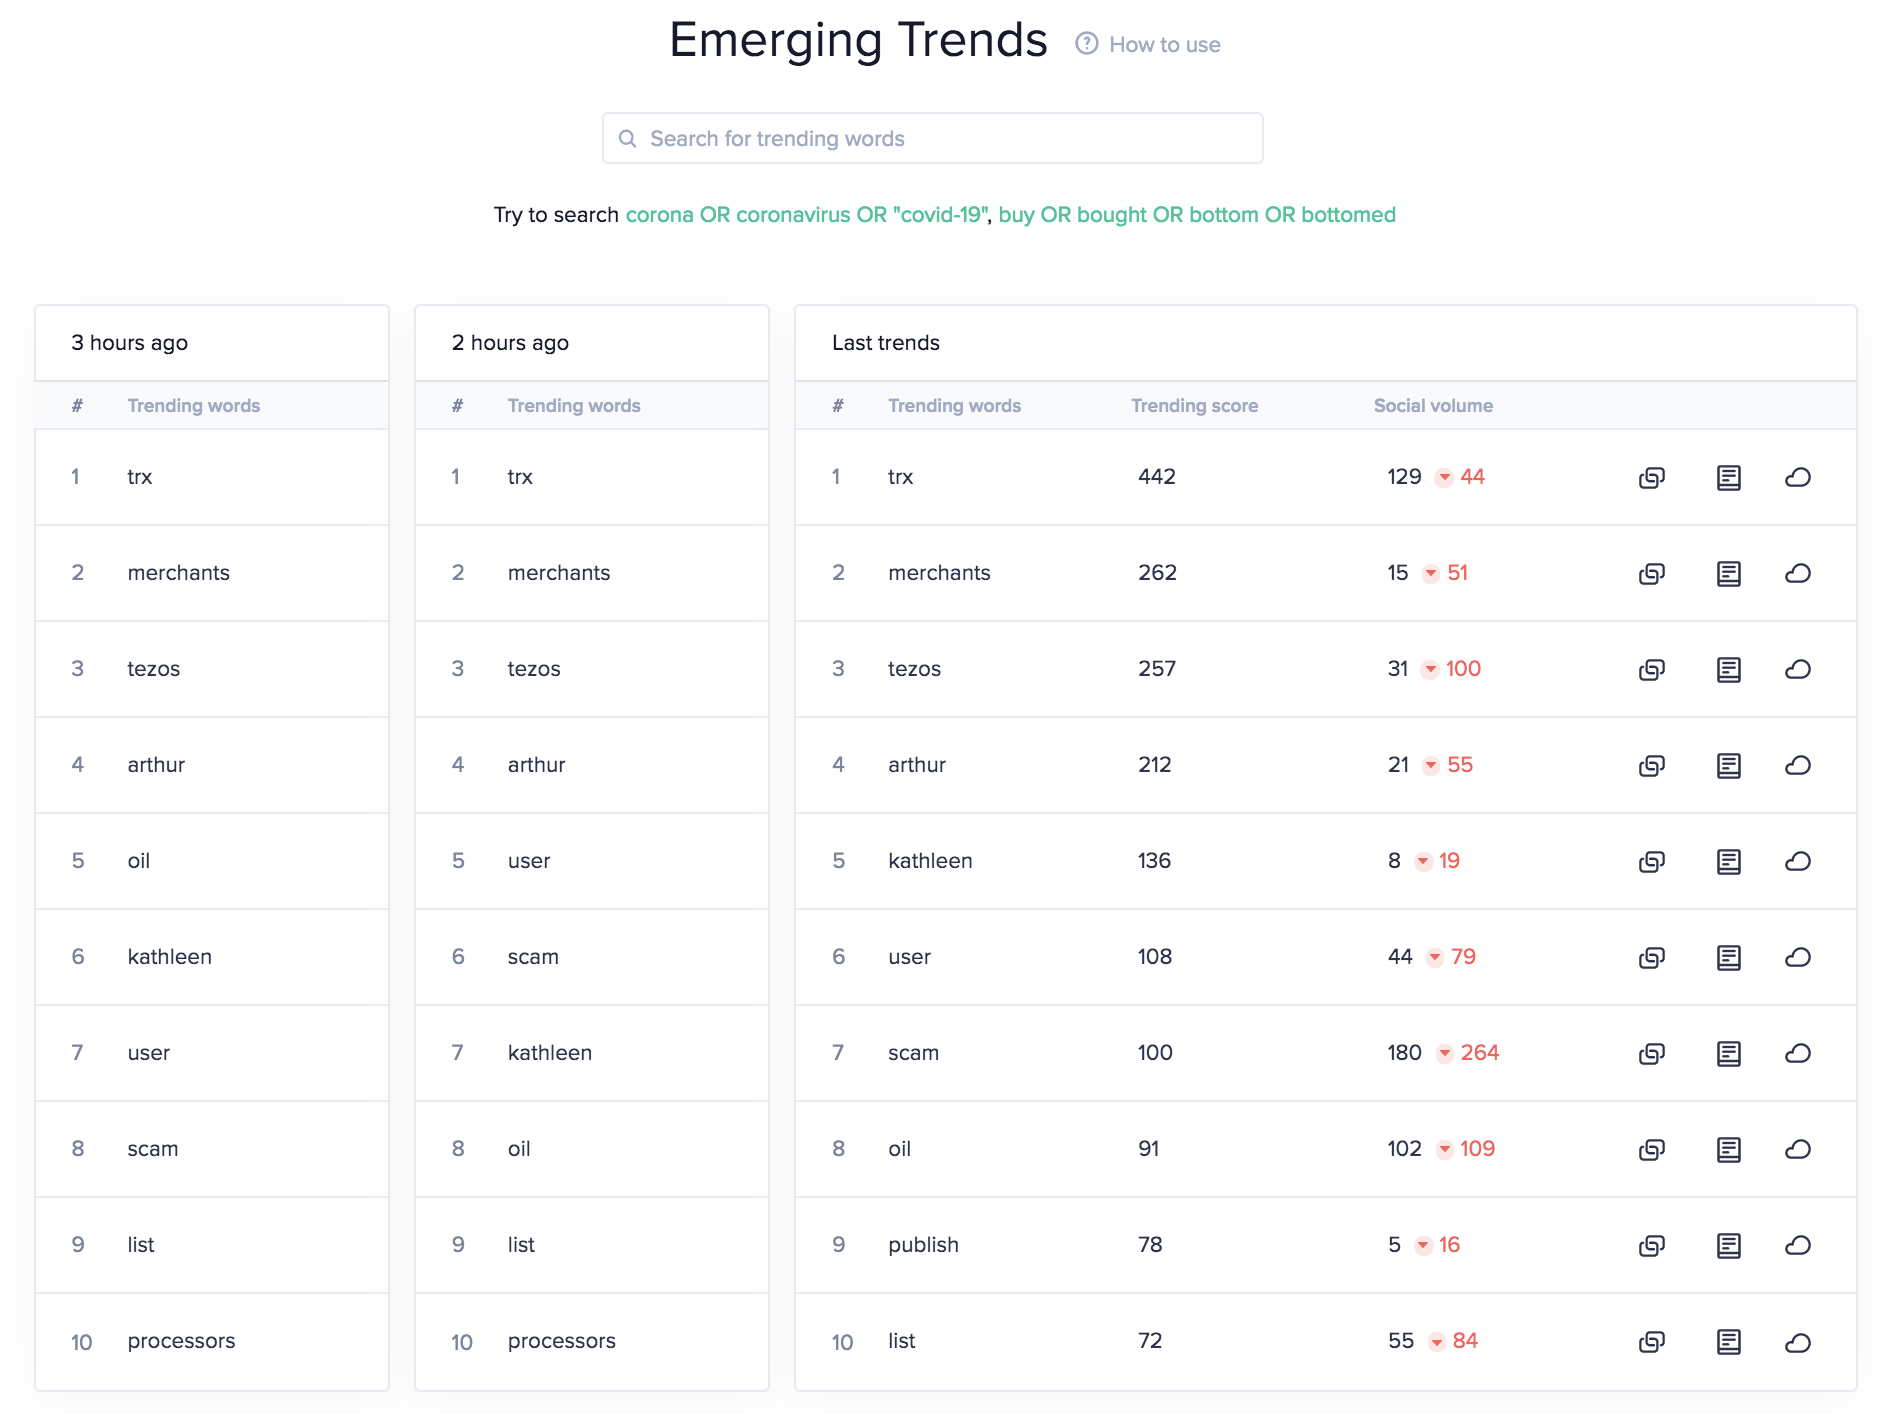 Emerging Trends How to use
Search for trending words
Try to search corona OR coronavirus OR "covid-19", buy OR bought OR bottom OR bottomed
3 hours ago
# Trending words
1 trx
2 merchants
3 tezos
4 arthur
5 oil
6 kathleen
7 user
8 scam
9 list
10 processors
2 hours ago
# Trending words
1 trx
2 merchants
3 tezos
4 arthur
5 user
6 scam
7 kathleen
8 oil
9 list
10 processors
Last trends
# Trending words Trending score Social volume
1 trx 442 129 44
2 merchants 262 15 51
3 tezos 257 31 100
4 arthur 212 21 55
5 kathleen 136 8 19
6 user 108 44 79
7 scam 100 180 264
8 oil 91 102 109
9 publish 78 5 16
10 list 72 55 84